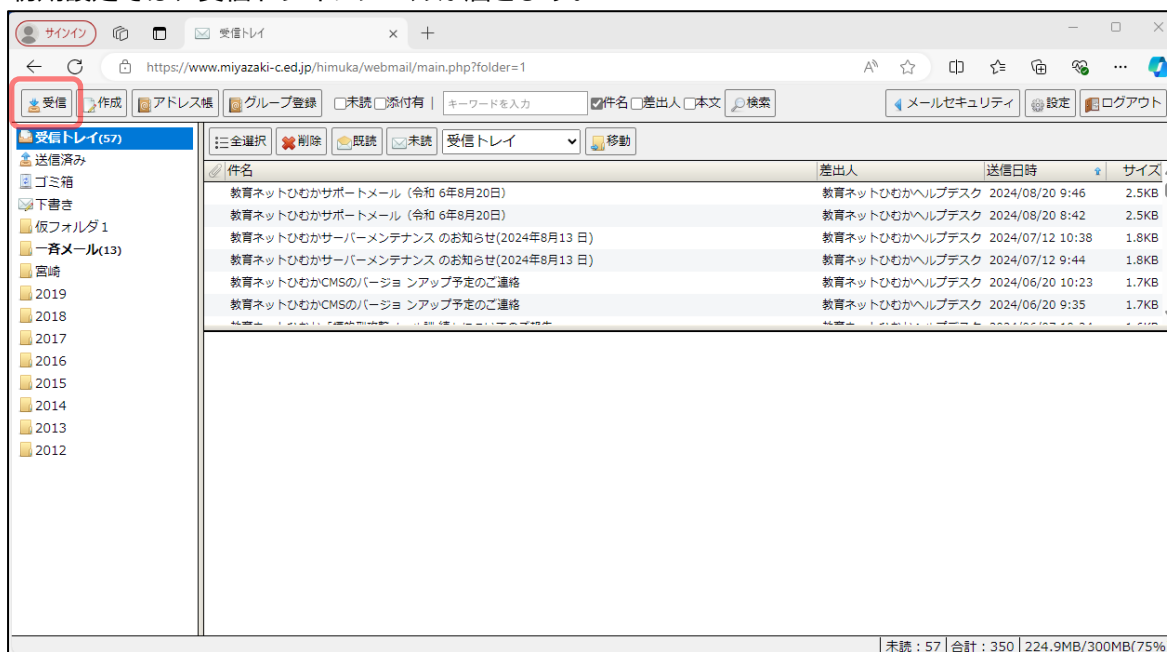 サインイン 受信トレイ
https://www.miyazaki-c.ed.jp/himuka/webmail/main.php?folder=1
受信 作成 アドレス帳 グループ登録 未読 添付有 | キーワードを入力 件名 差出人 本文 検索 メールセキュリティ 設定 ログアウト
受信トレイ(57)
送信済み
ゴミ箱
下書き
仮フォルダ1
一斉メール(13)
宮崎
2019
2018
2017
2016
2015
2014
2013
2012
全選択 削除 既読 未読 受信トレイ 移動
件名 差出人 送信日時 サイズ
教育ネットひむかサポートメール（令和 6年8月20日） 教育ネットひむかヘルプデスク 2024/08/20 9:46 2.5KB
教育ネットひむかサポートメール（令和 6年8月20日） 教育ネットひむかヘルプデスク 2024/08/20 8:42 2.5KB
教育ネットひむかサーバーメンテナンス のお知らせ(2024年8月13 日) 教育ネットひむかヘルプデスク 2024/07/12 10:38 1.8KB
教育ネットひむかサーバーメンテナンス のお知らせ(2024年8月13 日) 教育ネットひむかヘルプデスク 2024/07/12 9:44 1.8KB
教育ネットひむかCMSのバージョ ンアップ予定のご連絡 教育ネットひむかヘルプデスク 2024/06/20 10:23 1.7KB
教育ネットひむかCMSのバージョ ンアップ予定のご連絡 教育ネットひむかヘルプデスク 2024/06/20 9:35 1.7KB
未読：57 合計：350 224.9MB/300MB(75%